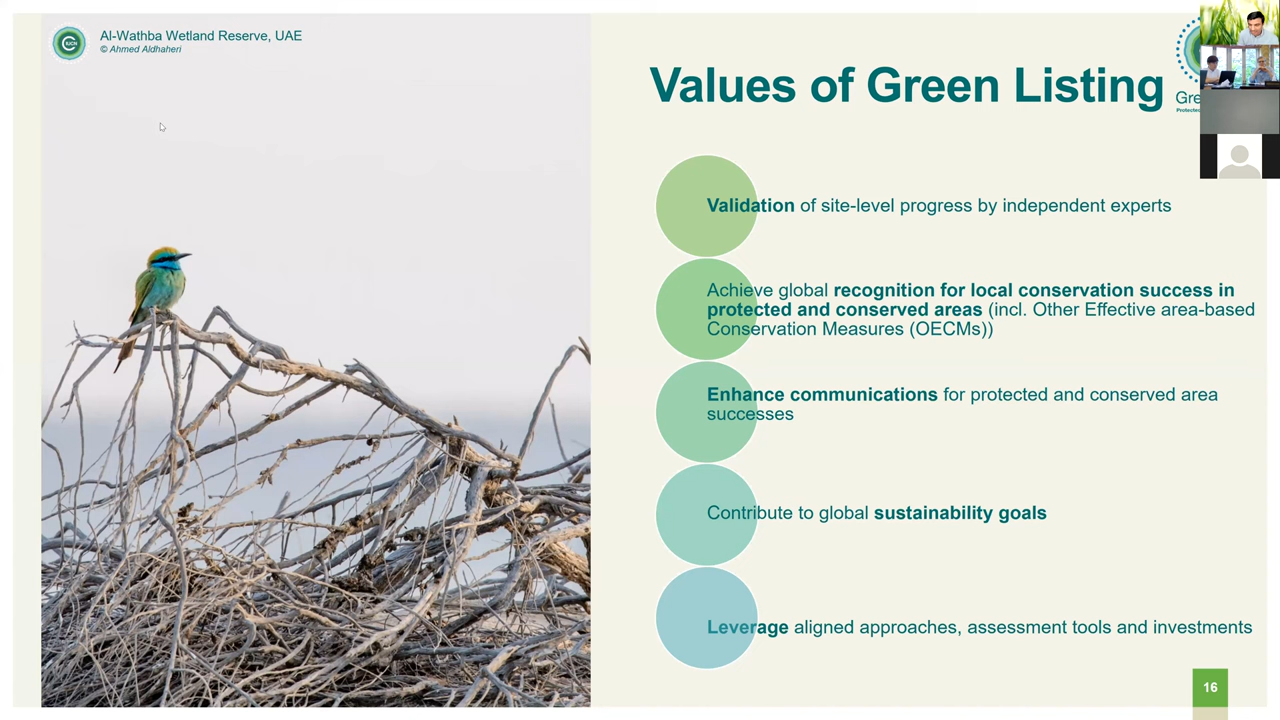 Al-Wathba Wetland Reserve, UAE
© Ahmed Aldhaheri
IUCN
Values of Green Listing
Validation of site-level progress by independent experts
Achieve global recognition for local conservation success in
protected and conserved areas (incl. Other Effective area-based
Conservation Measures (OECMs))
Enhance communications for protected and conserved area
successes
Contribute to global sustainability goals
Leverage aligned approaches, assessment tools and investments
16